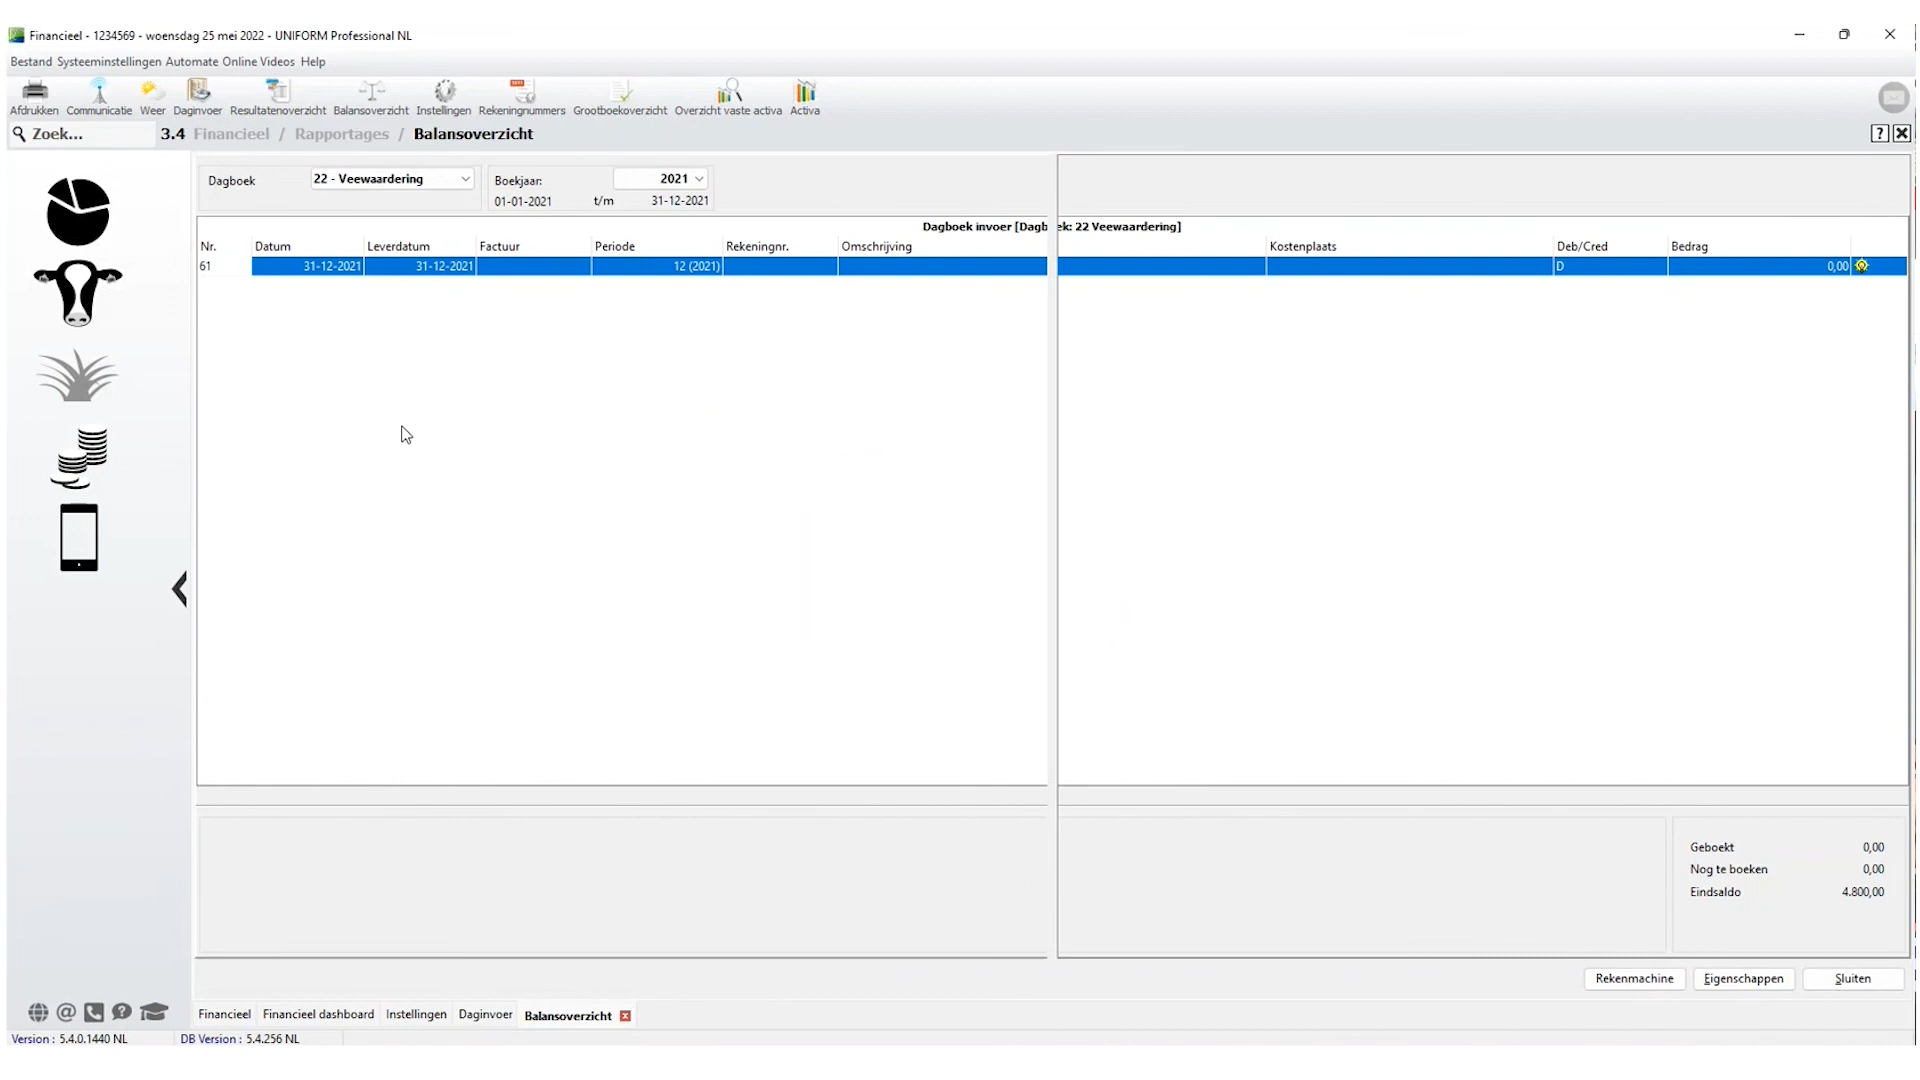 Financieel - 1234569 - woensdag 25 mei 2022 - UNIFORM Professional NL
Bestand Systeeminstellingen Automate Online Videos Help
Afdrukken Communicatie Weer Daginvoer Resultatenoverzicht Balansoverzicht Instellingen Rekeningnummers Grootboekoverzicht Overzicht vaste activa Activa
Zoek... 3.4 Financieel / Rapportages / Balansoverzicht ?
Dagboek 22 - Veewaardering Boekjaar: 2021
01-01-2021 t/m 31-12-2021
Dagboek invoer [Dagb ek: 22 Veewaardering]
Nr. Datum Leverdatum Factuur Periode Rekeningnr. Omschrijving Kostenplaats Deb/Cred Bedrag
61 31-12-2021 31-12-2021 12 (2021) D 0,00
Geboekt 0,00
Nog te boeken 0,00
Eindsaldo 4.800,00
Rekenmachine Eigenschappen Sluiten
Financieel Financieel dashboard Instellingen Daginvoer Balansoverzicht
Version : 5.4.0.1440 NL DB Version : 5.4.256 NL